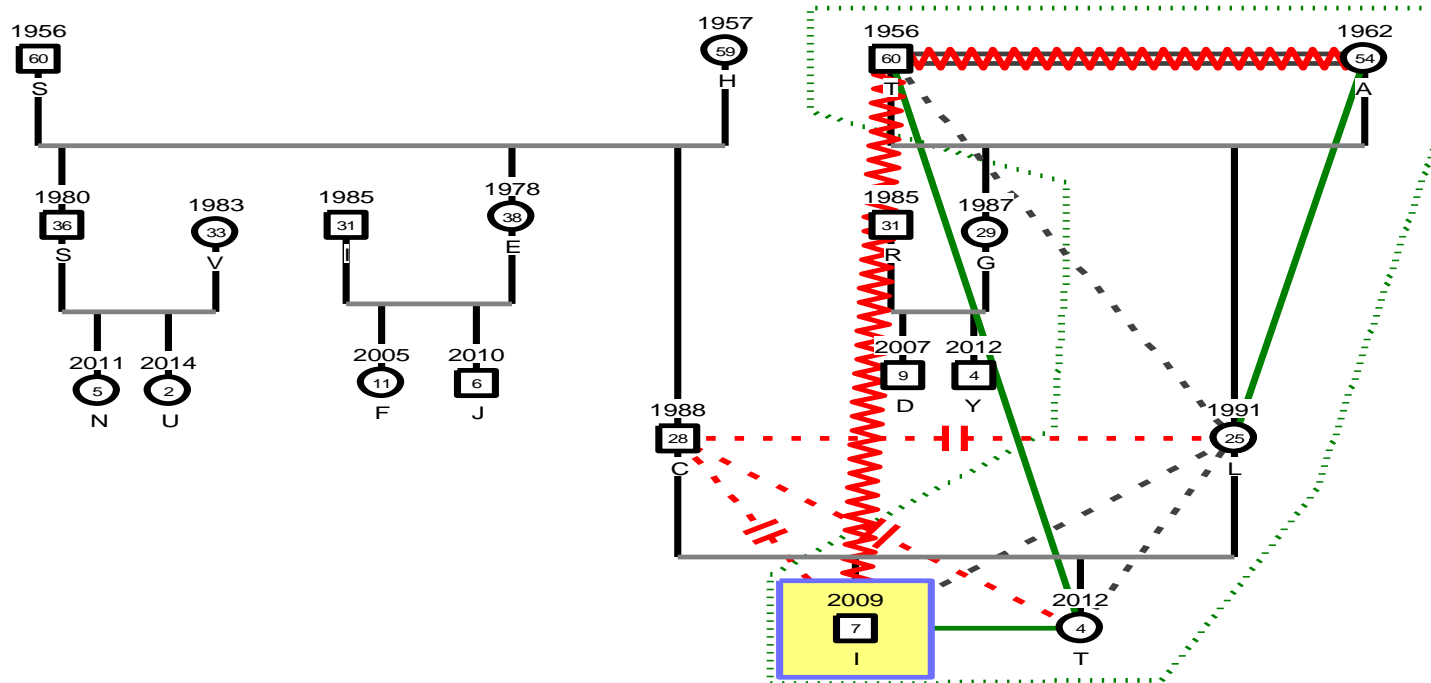 1956 1957 1956 1962
60 59 60 54
S H T A
1980 1983 1985 1978 1985 1987
36 33 31 38 31 29
S V I E R G
2011 2014 2005 2010 2007 2012
5 2 11 6 9 4
N U F J D Y
1988 1991
28 25
C L
2009 2012
7 4
I T